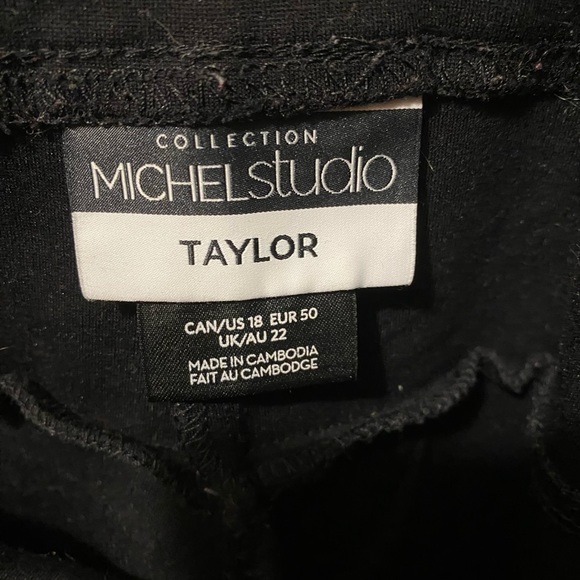 COLLECTION
MICHELstudio
TAYLOR
CAN/US 18 EUR 50
UK/AU 22
MADE IN CAMBODIA
FAIT AU CAMBODGE